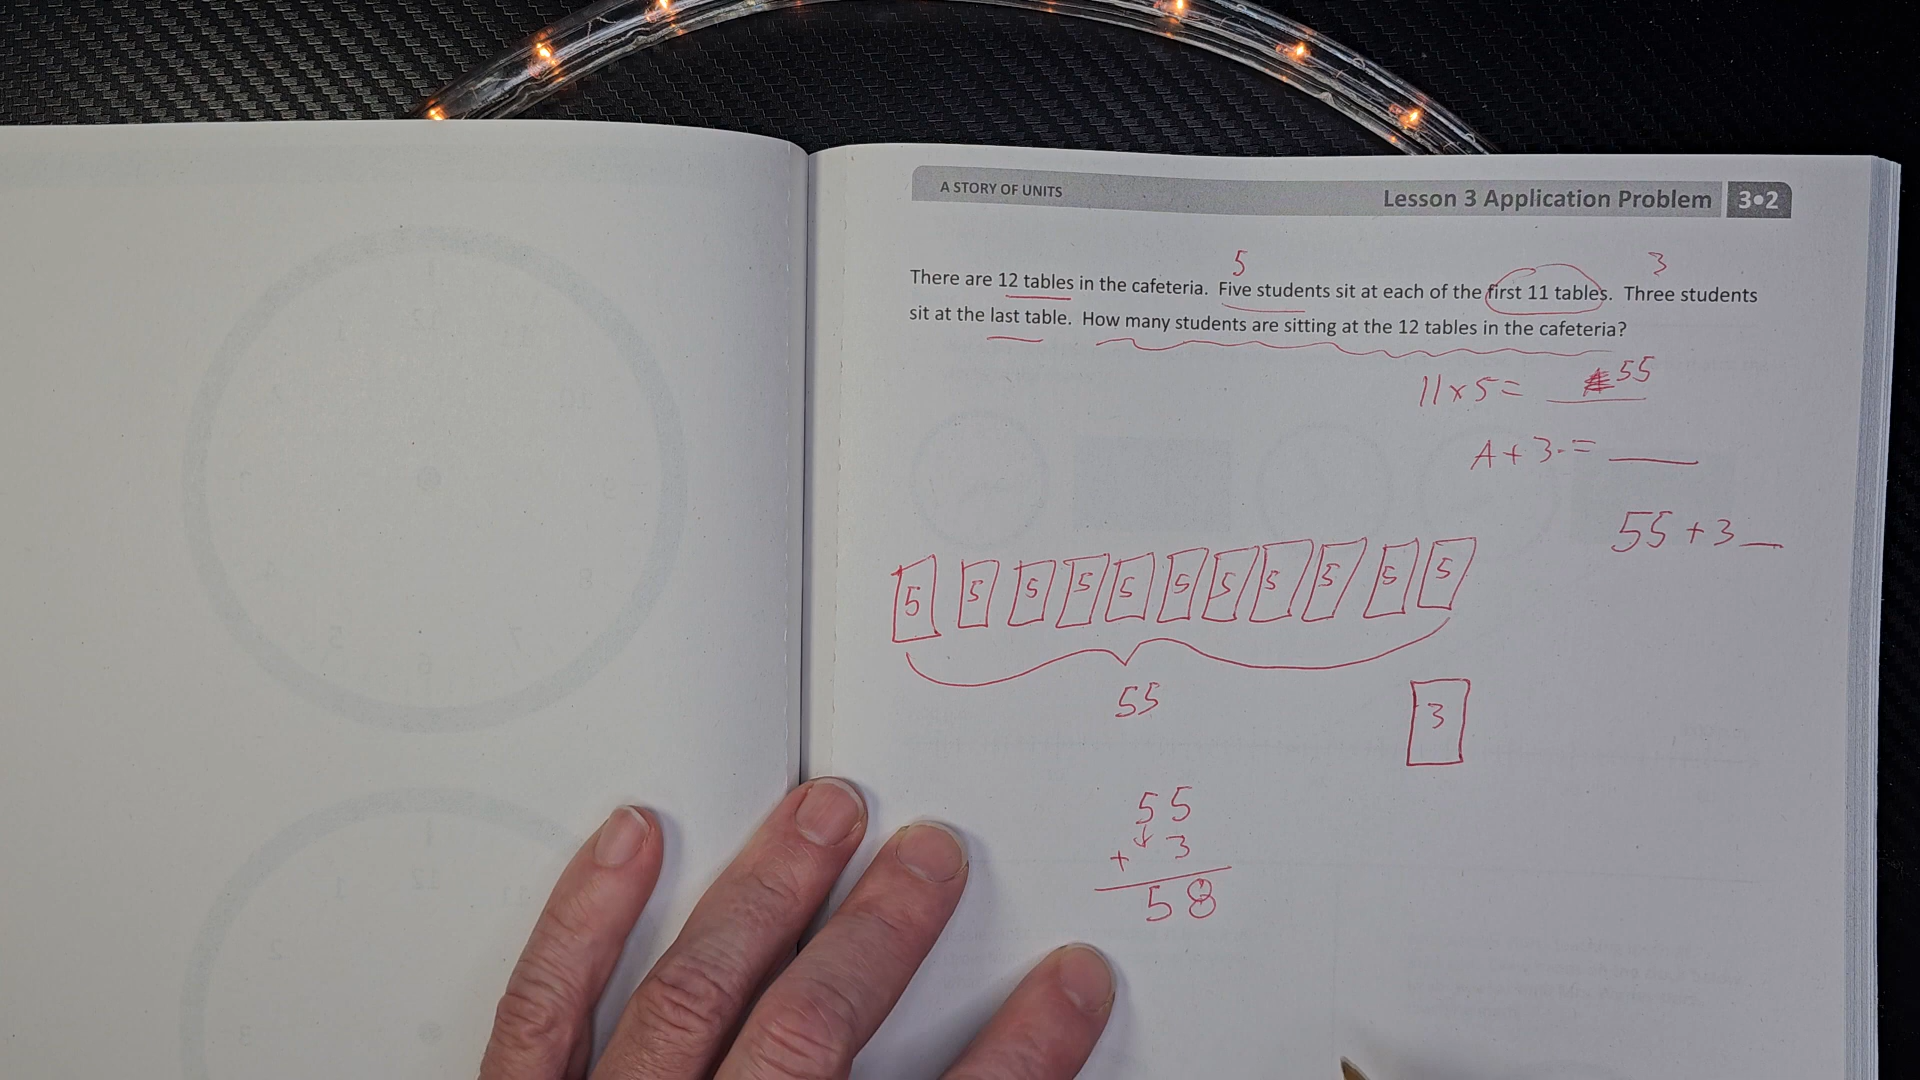 A STORY OF UNITS
Lesson 3 Application Problem 3•2
5 3
There are 12 tables in the cafeteria. Five students sit at each of the first 11 tables. Three students
sit at the last table. How many students are sitting at the 12 tables in the cafeteria?
11 x 5 = 55
A + 3 = ___
55 + 3 __
5 5 5 5 5 5 5 5 5 5 5
55
3
55
+ 3
58